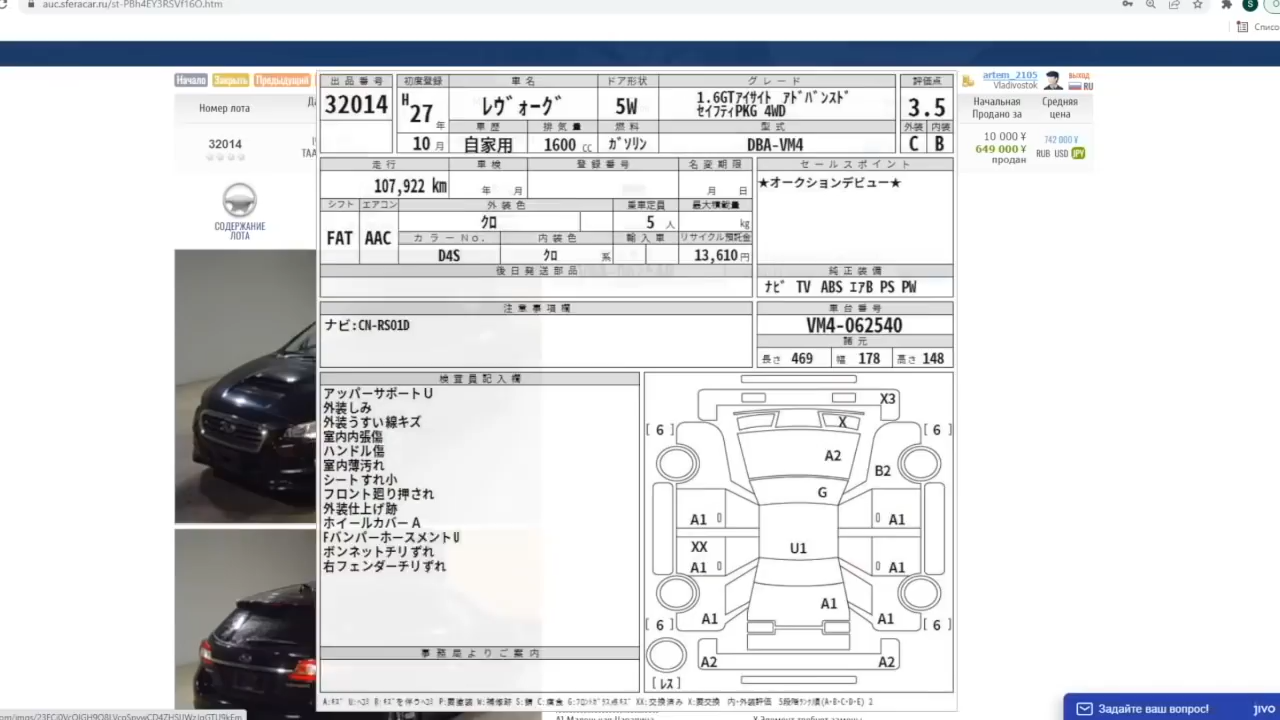 auc.sferacar.ru/st-PBh4EY3RSVf16O.htm
Списо
Начало Закрыть Предыдущий
Номер лота
32014
СОДЕРЖАНИЕ
ЛОТА
出品番号 初度登録 車名 ドア形状 グレード 評価点
32014 H 27 年 レヴォーグ 5W 1.6GTアイサイト アドバンスド
セイフティPKG 4WD 3.5
車歴 排気量 燃料 型式 外装 内装
10 月 自家用 1600 cc ガソリン DBA-VM4 C B
走行 車検 登録番号 名変期限 セールスポイント
107,922 km 年 月 月 日 ★オークションデビュー★
シフト エアコン 外装色 乗車定員 最大積載量
クロ 5 人 kg
FAT AAC カラーNo. 内装色 輸入車 リサイクル預託金
D4S クロ 系 13,610 円
後日発送部品 純正装備
ナビ TV ABS エアB PS PW
注意事項欄 車台番号
ナビ:CN-RS01D VM4-062540
諸元
長さ 469 幅 178 高さ 148
検査員記入欄
アッパーサポートU
外装しみ
外装うすい線キズ
室内内張傷
ハンドル傷
室内薄汚れ
シートすれ小
フロント廻り押され
外装仕上げ跡
ホイールカバーA
FバンパーホースメントU
ボンネットチリずれ
右フェンダーチリずれ
事務局よりご案内
X3
X
[ 6 ] [ 6 ]
A2
B2
G
A1 A1
XX U1
A1 A1
A1
A1 A1
[ 6 ] [ 6 ]
A2 A2
[ レス ]
artem_2105 выход
Vladivostok RU
Начальная Средняя
Продано за цена
10 000 ¥ 742 000 ¥
649 000 ¥ RUB USD JPY
продан
Задайте ваш вопрос! jivo